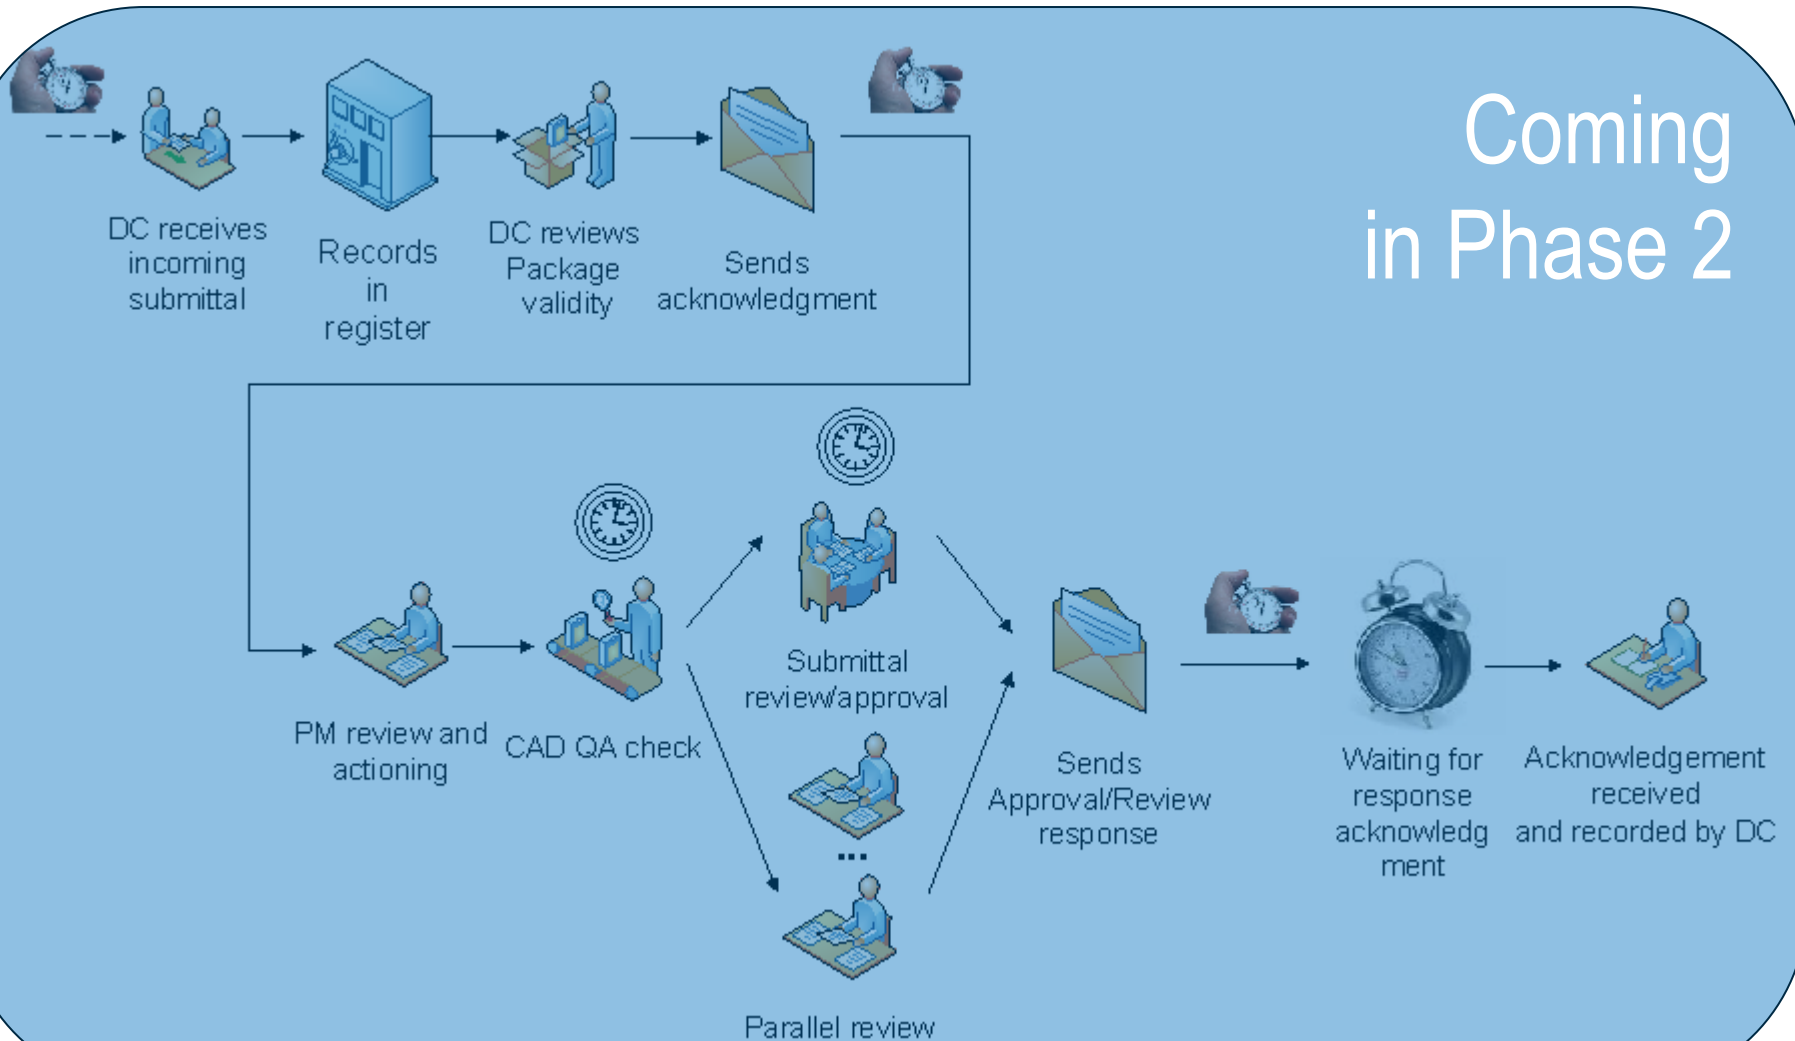 Coming
in Phase 2
DC receives
incoming
submittal
Records
in
register
DC reviews
Package
validity
Sends
acknowledgment
PM review and
actioning
CAD QA check
Submittal
review/approval
...
Parallel review
Sends
Approval/Review
response
Waiting for
response
acknowledg
ment
Acknowledgement
received
and recorded by DC